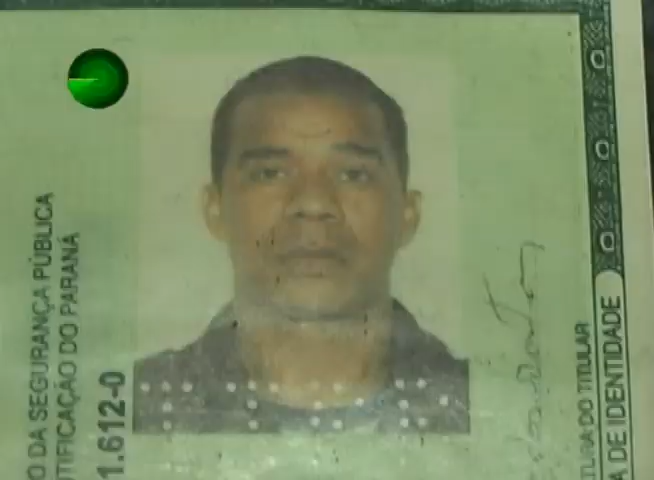 O DA SEGURANÇA PÚBLICA
TIFICAÇÃO DO PARANÁ
1.612-0
TURA DO TITULAR
A DE IDENTIDADE